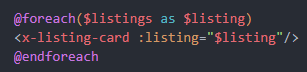 @foreach($listings as $listing)
<x-listing-card :listing="$listing"/>
@endforeach